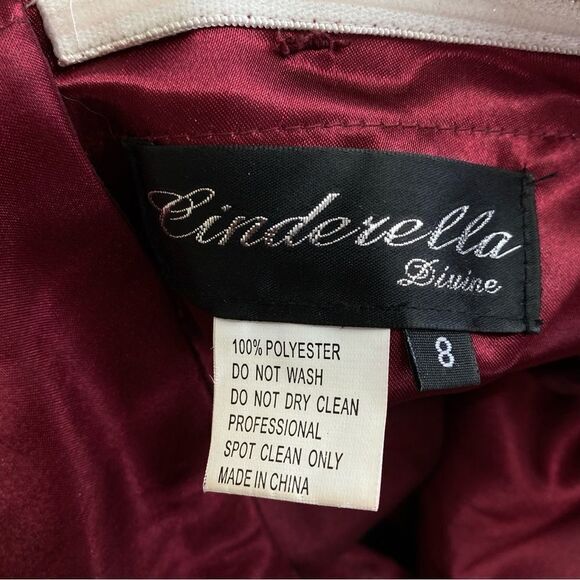 Cinderella
Divine
8
100% POLYESTER
DO NOT WASH
DO NOT DRY CLEAN
PROFESSIONAL
SPOT CLEAN ONLY
MADE IN CHINA